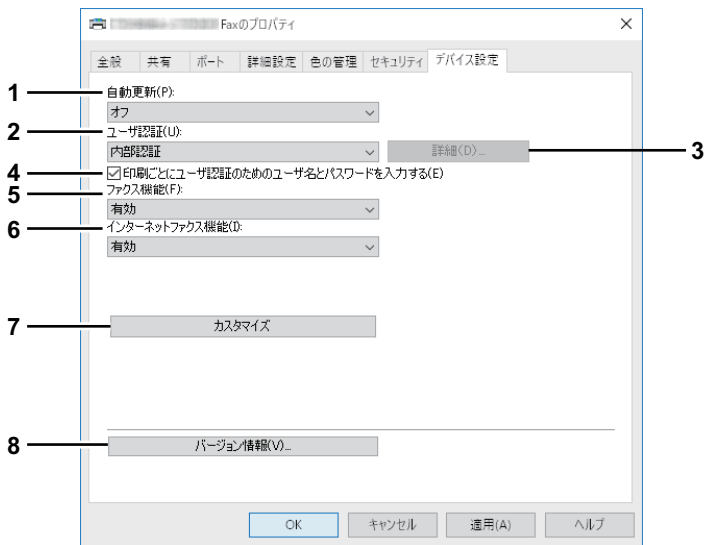 Faxのプロパティ
全般 共有 ポート 詳細設定 色の管理 セキュリティ デバイス設定
1 自動更新(P):
オフ
2 ユーザ認証(U):
内部認証 詳細(D)... 3
4 印刷ごとにユーザ認証のためのユーザ名とパスワードを入力する(E)
5 ファクス機能(F):
有効
6 インターネットファクス機能(I):
有効
7 カスタマイズ
8 バージョン情報(V)...
OK キャンセル 適用(A) ヘルプ